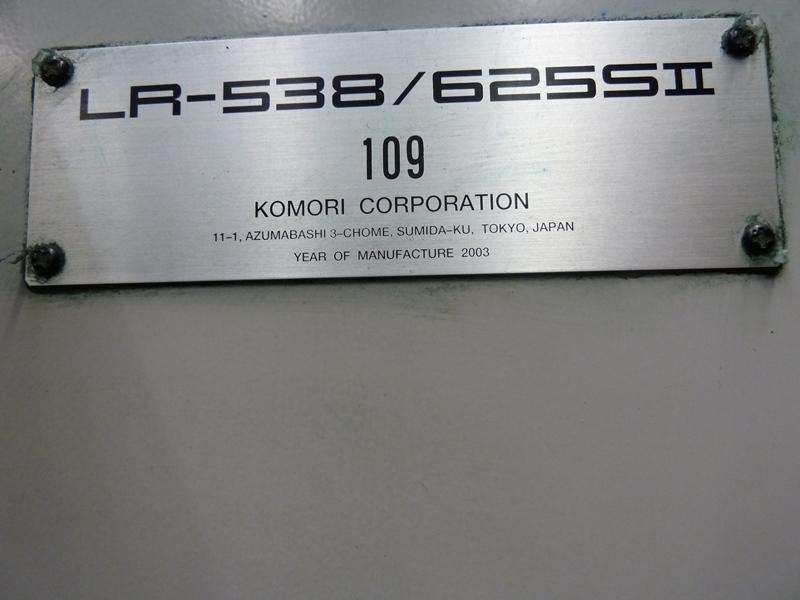 LR-538/625SII
109
KOMORI CORPORATION
11-1, AZUMABASHI 3-CHOME, SUMIDA-KU, TOKYO, JAPAN
YEAR OF MANUFACTURE 2003